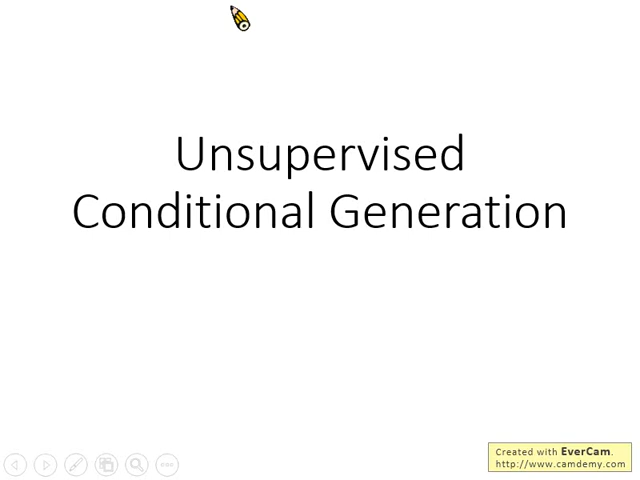 Unsupervised
Conditional Generation
Created with EverCam.
http://www.camdemy.com